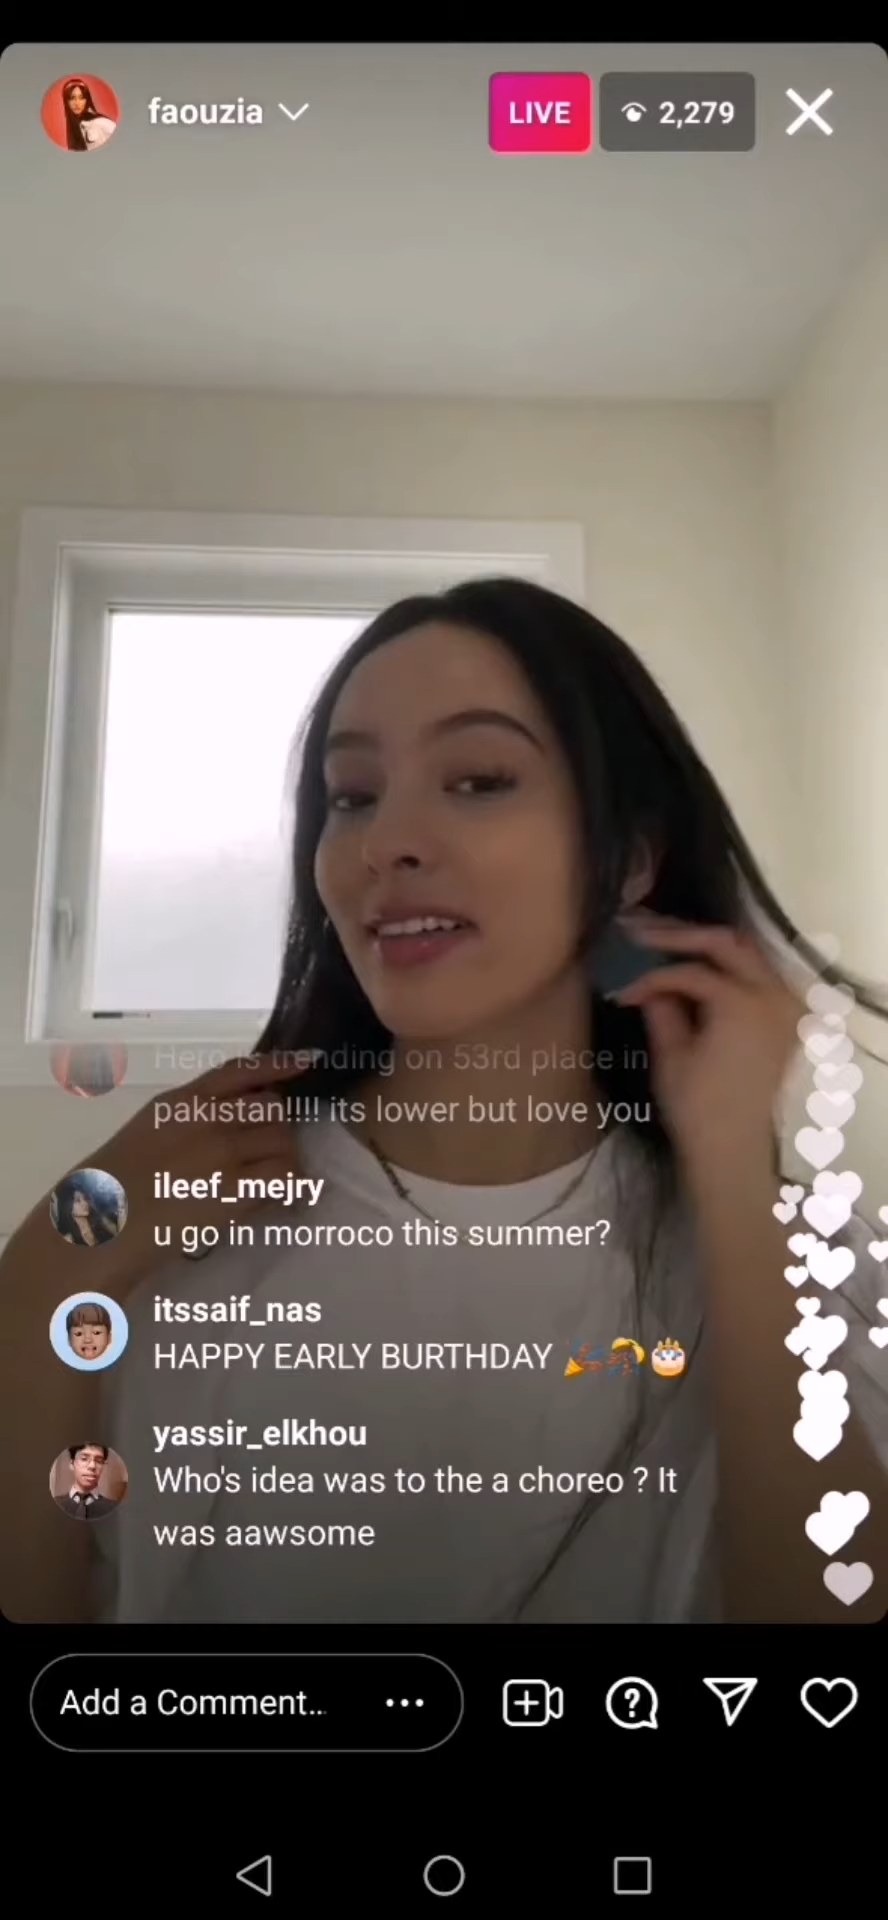 faouzia
LIVE
2,279
Hero is trending on 53rd place in
pakistan!!!! its lower but love you
ileef_mejry
u go in morroco this summer?
itssaif_nas
HAPPY EARLY BURTHDAY 🎉🎊🎂
yassir_elkhou
Who's idea was to the a choreo ? It
was aawsome
Add a Comment...